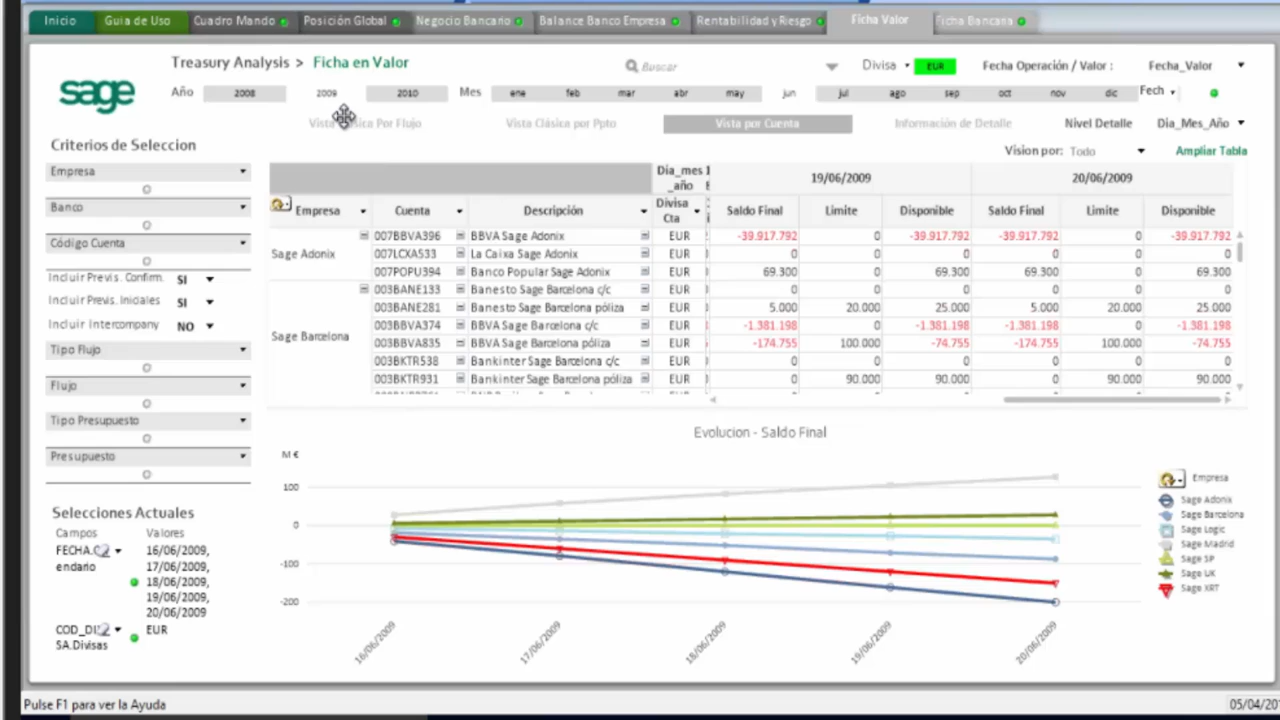 Inicio Guia de Uso Cuadro Mando Posición Global Negocio Bancario Balance Banco Empresa Rentabilidad y Riesgo Ficha Valor Ficha Bancaria
sage
Treasury Analysis > Ficha en Valor
Buscar
Divisa EUR Fecha Operación / Valor : Fecha_Valor
Año 2008 2009 2010 Mes ene feb mar abr may jun jul ago sep oct nov dic Fech
Vista Clásica Por Flujo Vista Clásica por Ppto Vista por Cuenta Información de Detalle Nivel Detalle Dia_Mes_Año
Vision por: Todo Ampliar Tabla
Criterios de Seleccion
Empresa
Banco
Código Cuenta
Incluir Previs. Confirm. SI
Incluir Previs. Iniciales SI
Incluir Intercompany NO
Tipo Flujo
Flujo
Tipo Presupuesto
Presupuesto
Dia_mes_año 19/06/2009 20/06/2009
Empresa Cuenta Descripción Divisa Cta Saldo Final Limite Disponible Saldo Final Limite Disponible
Sage Adonix
007BBVA396 BBVA Sage Adonix EUR -39.917.792 0 -39.917.792 -39.917.792 0 -39.917.792
007LCXA533 La Caixa Sage Adonix EUR 0 0 0 0 0 0
007POPU394 Banco Popular Sage Adonix EUR 69.300 0 69.300 69.300 0 69.300
Sage Barcelona
003BANE133 Banesto Sage Barcelona c/c EUR 0 0 0 0 0 0
003BANE281 Banesto Sage Barcelona póliza EUR 5.000 20.000 25.000 5.000 20.000 25.000
003BBVA374 BBVA Sage Barcelona c/c EUR -1.381.198 0 -1.381.198 -1.381.198 0 -1.381.198
003BBVA835 BBVA Sage Barcelona póliza EUR -174.755 100.000 -74.755 -174.755 100.000 -74.755
003BKTR538 Bankinter Sage Barcelona c/c EUR 0 0 0 0 0 0
003BKTR931 Bankinter Sage Barcelona póliza EUR 0 90.000 90.000 0 90.000 90.000
Evolucion - Saldo Final
M €
100
0
-100
-200
16/06/2009 17/06/2009 18/06/2009 19/06/2009 20/06/2009
Empresa
Sage Adonix
Sage Barcelona
Sage Logic
Sage Madrid
Sage SP
Sage UK
Sage XRT
Selecciones Actuales
Campos Valores
16/06/2009,
endario 17/06/2009,
18/06/2009,
19/06/2009,
20/06/2009
EUR
SA.Divisas
Pulse F1 para ver la Ayuda
05/04/20